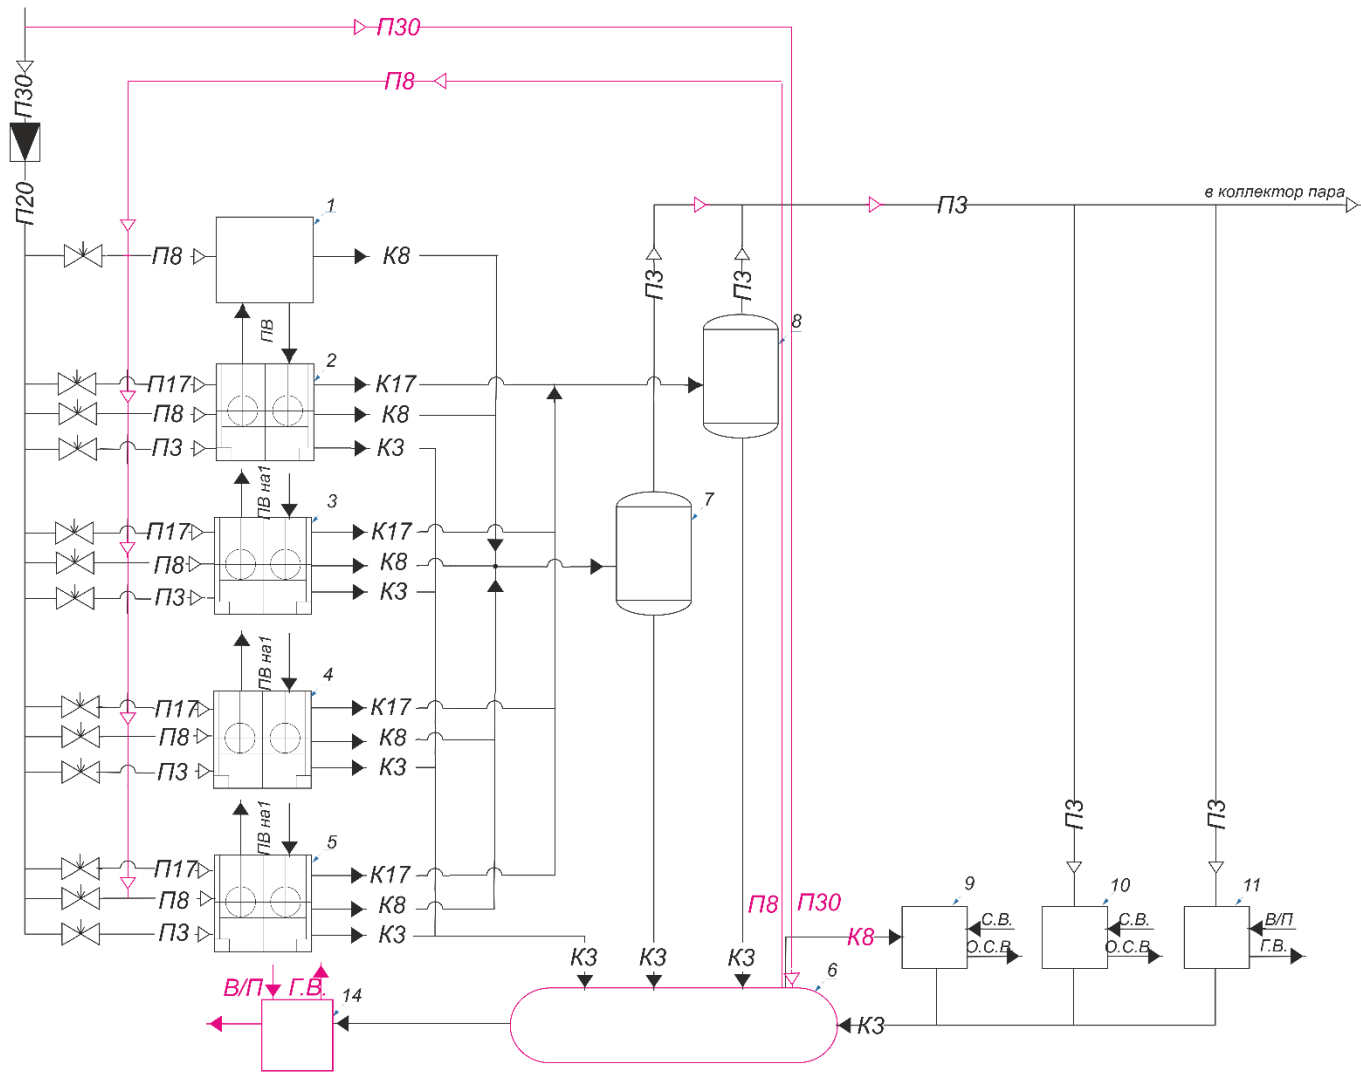 П30
П8
П30
П20
в коллектор пара
П3
1
П8
К8
П3
П3
ПВ
8
2
П17
К17
П8
К8
П3
К3
ПВ на1
3
7
П17
К17
П8
К8
П3
К3
ПВ на1
4
П17
К17
П8
К8
П3
К3
ПВ на1
П3
П3
5
П17
К17
П8
К8
П3
К3
П8
П30
9
10
11
К8
С.В.
С.В.
В/П
О.С.В.
О.С.В.
Г.В.
К3
К3
К3
6
В/П
Г.В.
14
К3